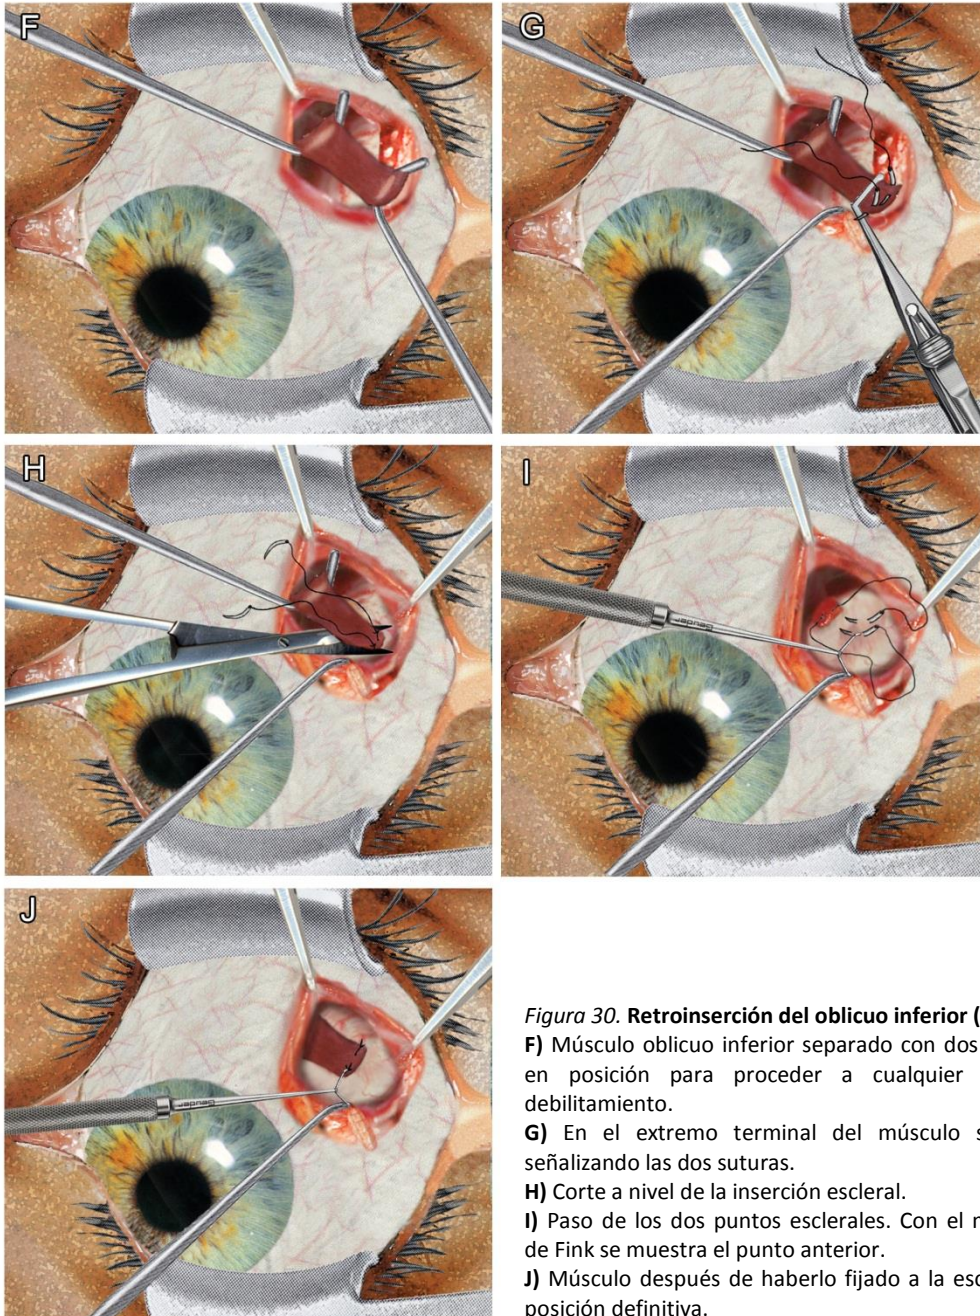 F
G
H
I
Geuder
J
Geuder
Figura 30. Retroinserción del oblicuo inferior (
F) Músculo oblicuo inferior separado con dos
en posición para proceder a cualquier
debilitamiento.
G) En el extremo terminal del músculo s
señalizando las dos suturas.
H) Corte a nivel de la inserción escleral.
I) Paso de los dos puntos esclerales. Con el
de Fink se muestra el punto anterior.
J) Músculo después de haberlo fijado a la
posición definitiva.